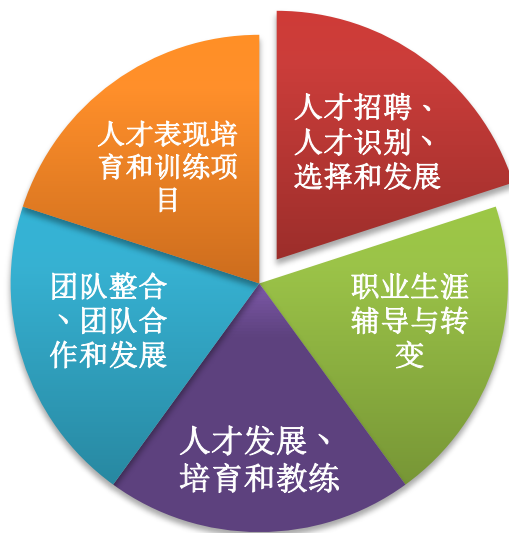 人才招聘、
人才识别、
选择和发展
职业生涯
辅导与转
变
人才发展、
培育和教练
团队整合
、团队合
作和发展
人才表现培
育和训练项
目